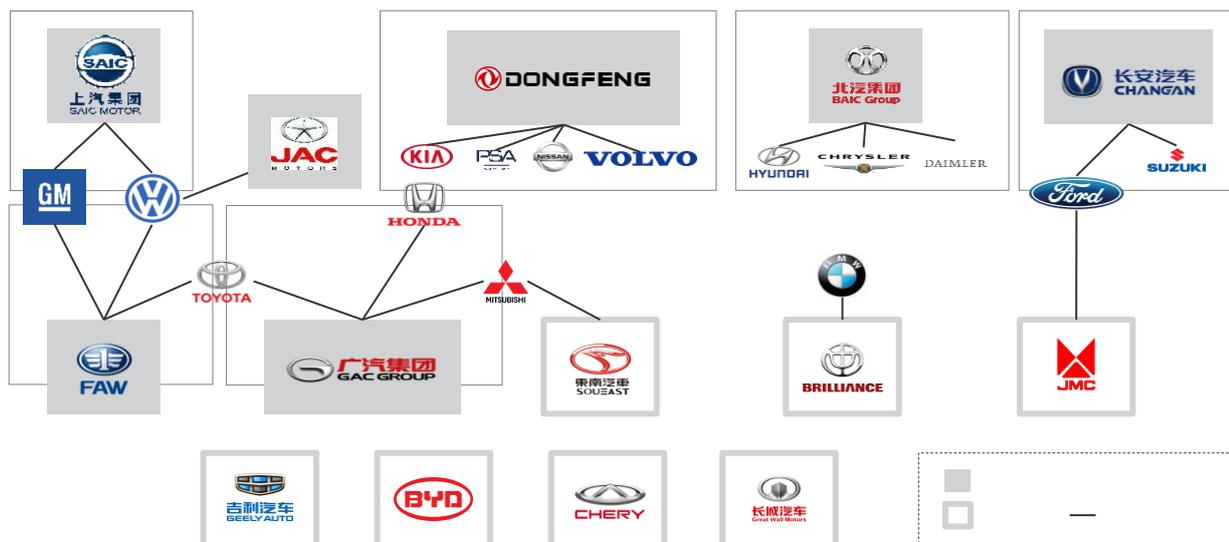 SAIC
上汽集团
SAIC MOTOR
JAC
MOTORS
DONGFENG
KIA
PSA
NISSAN
VOLVO
北汽集团
BAIC Group
HYUNDAI
CHRYSLER
DAIMLER
长安汽车
CHANGAN
SUZUKI
GM
HONDA
Ford
TOYOTA
MITSUBISHI
BMW
FAW
广汽集团
GAC GROUP
東南汽車
SOUEAST
BRILLIANCE
JMC
吉利汽车
GEELY AUTO
BYD
CHERY
长城汽车
Great Wall Motors